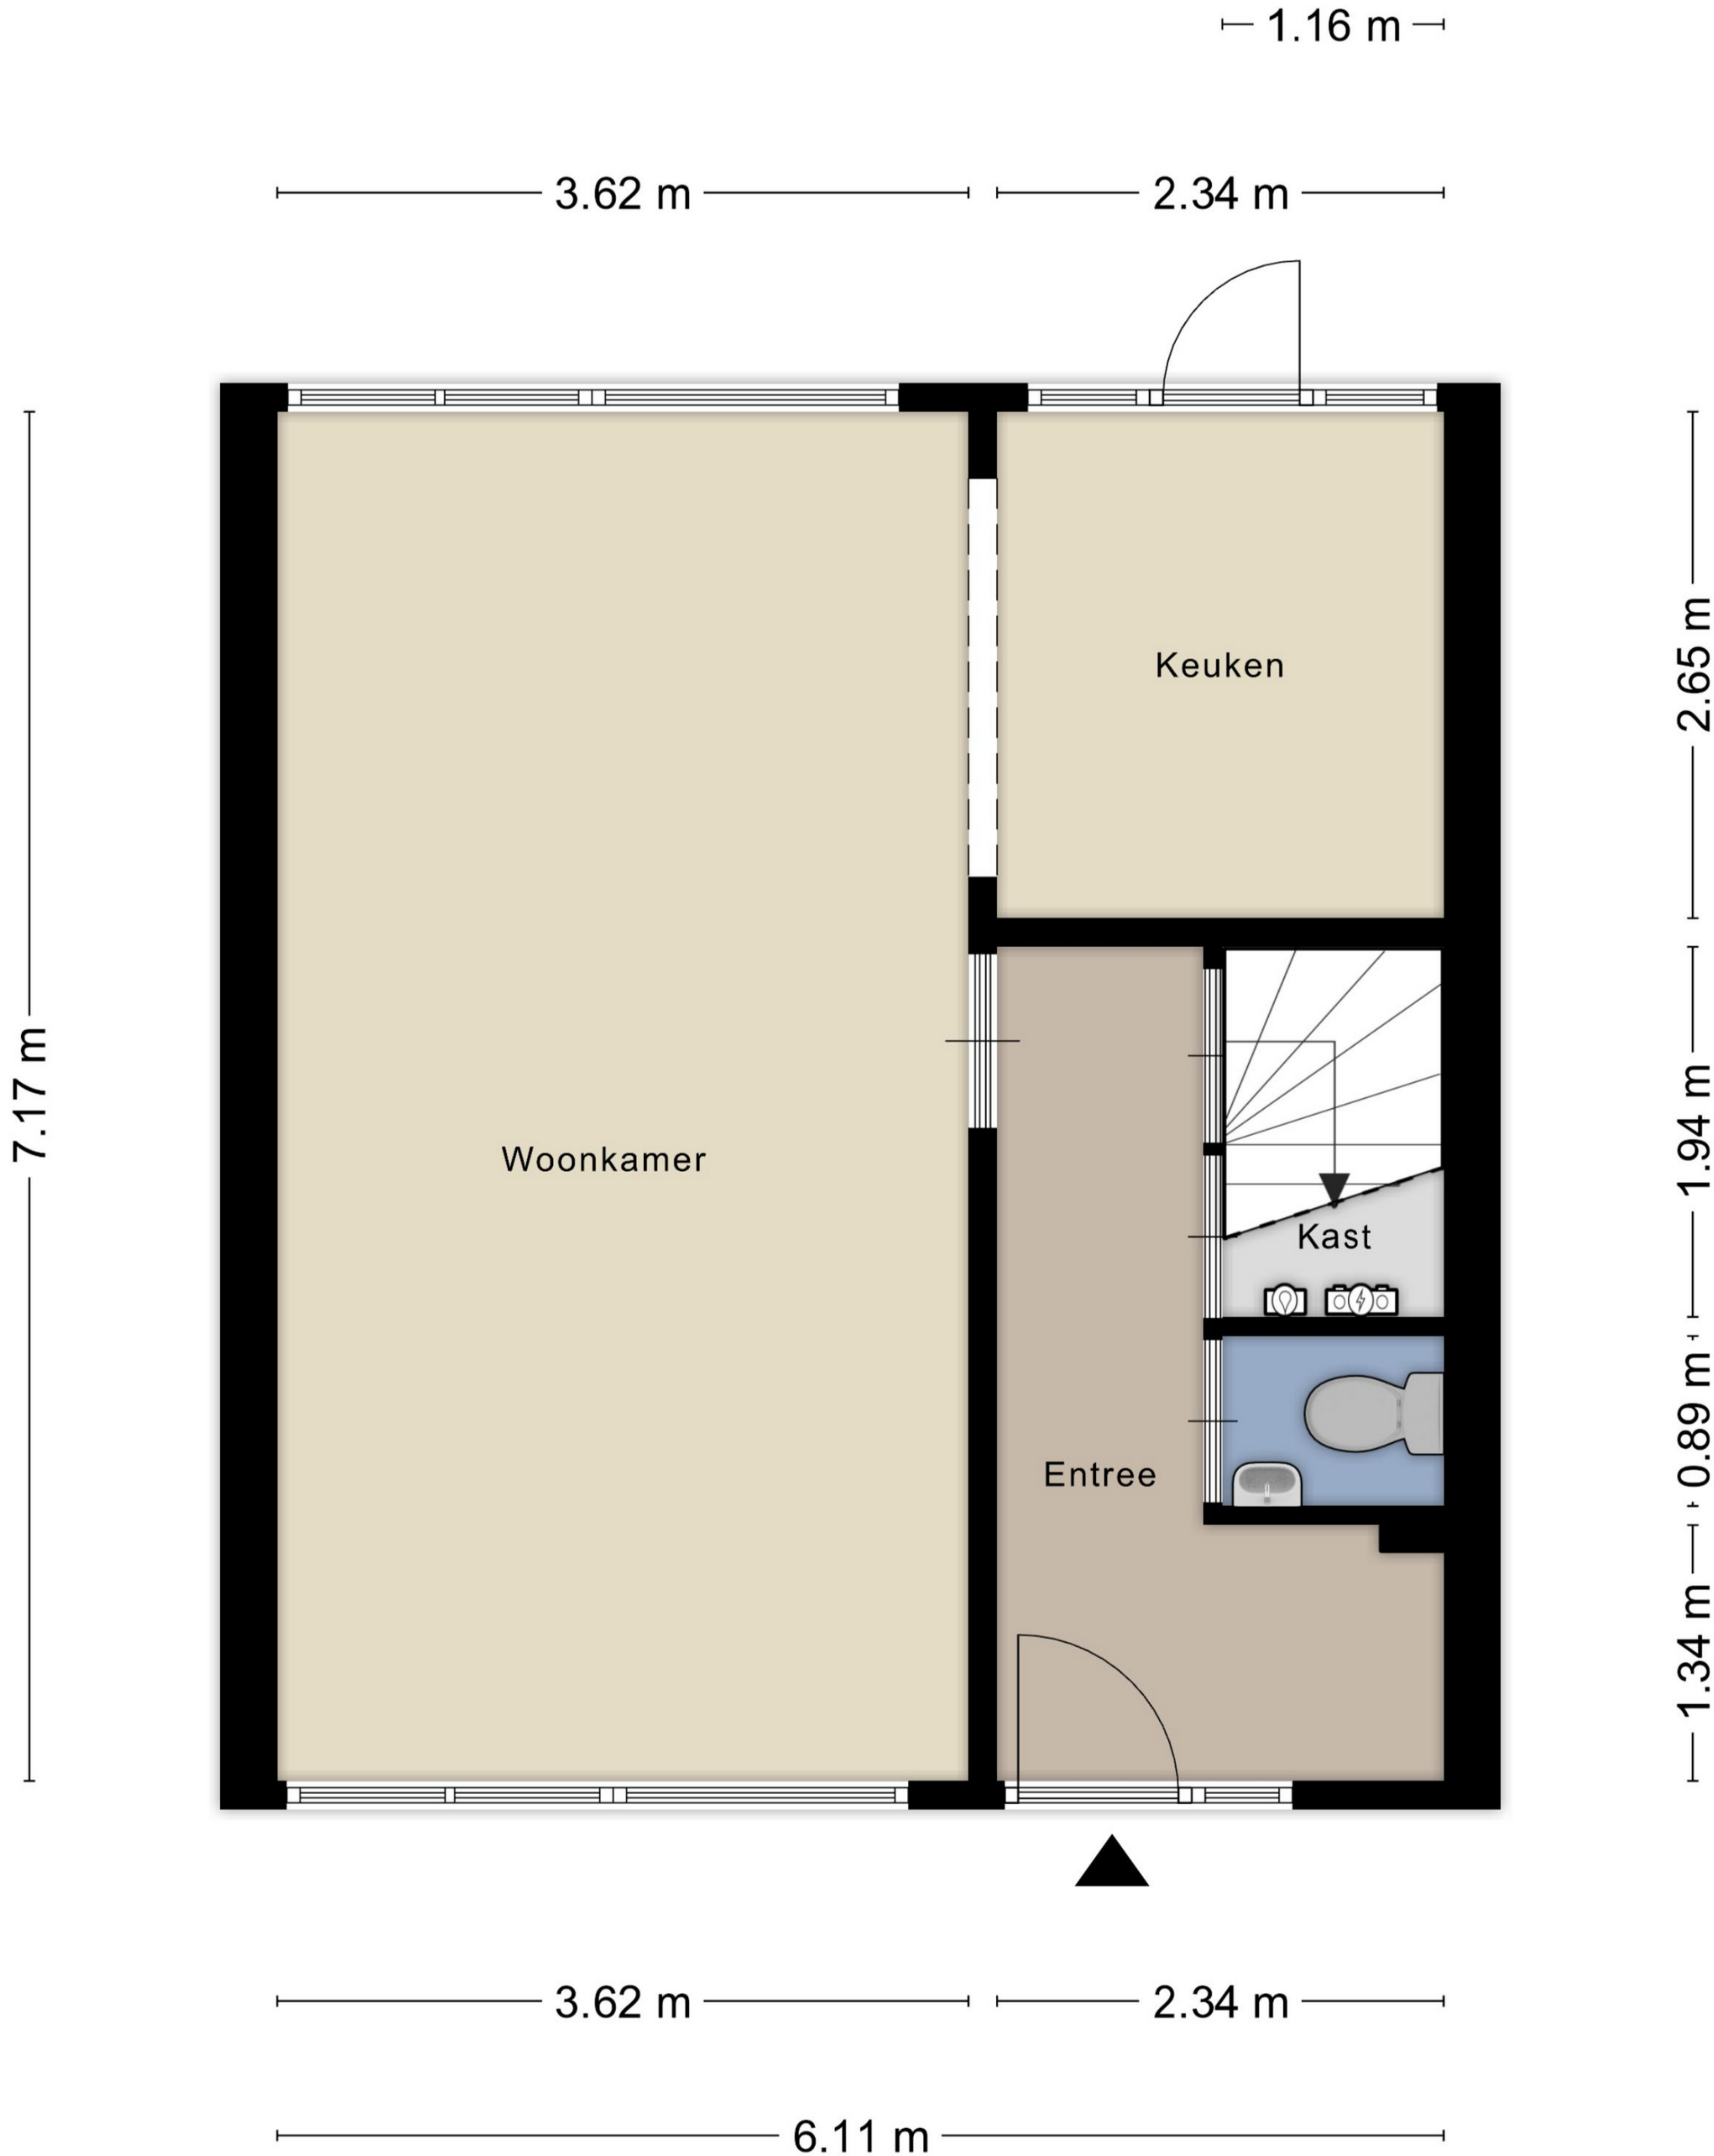 1.16 m
3.62 m
2.34 m
Keuken
2.65 m
7.17 m
Woonkamer
1.94 m
Kast
0.89 m
Entree
1.34 m
3.62 m
2.34 m
6.11 m